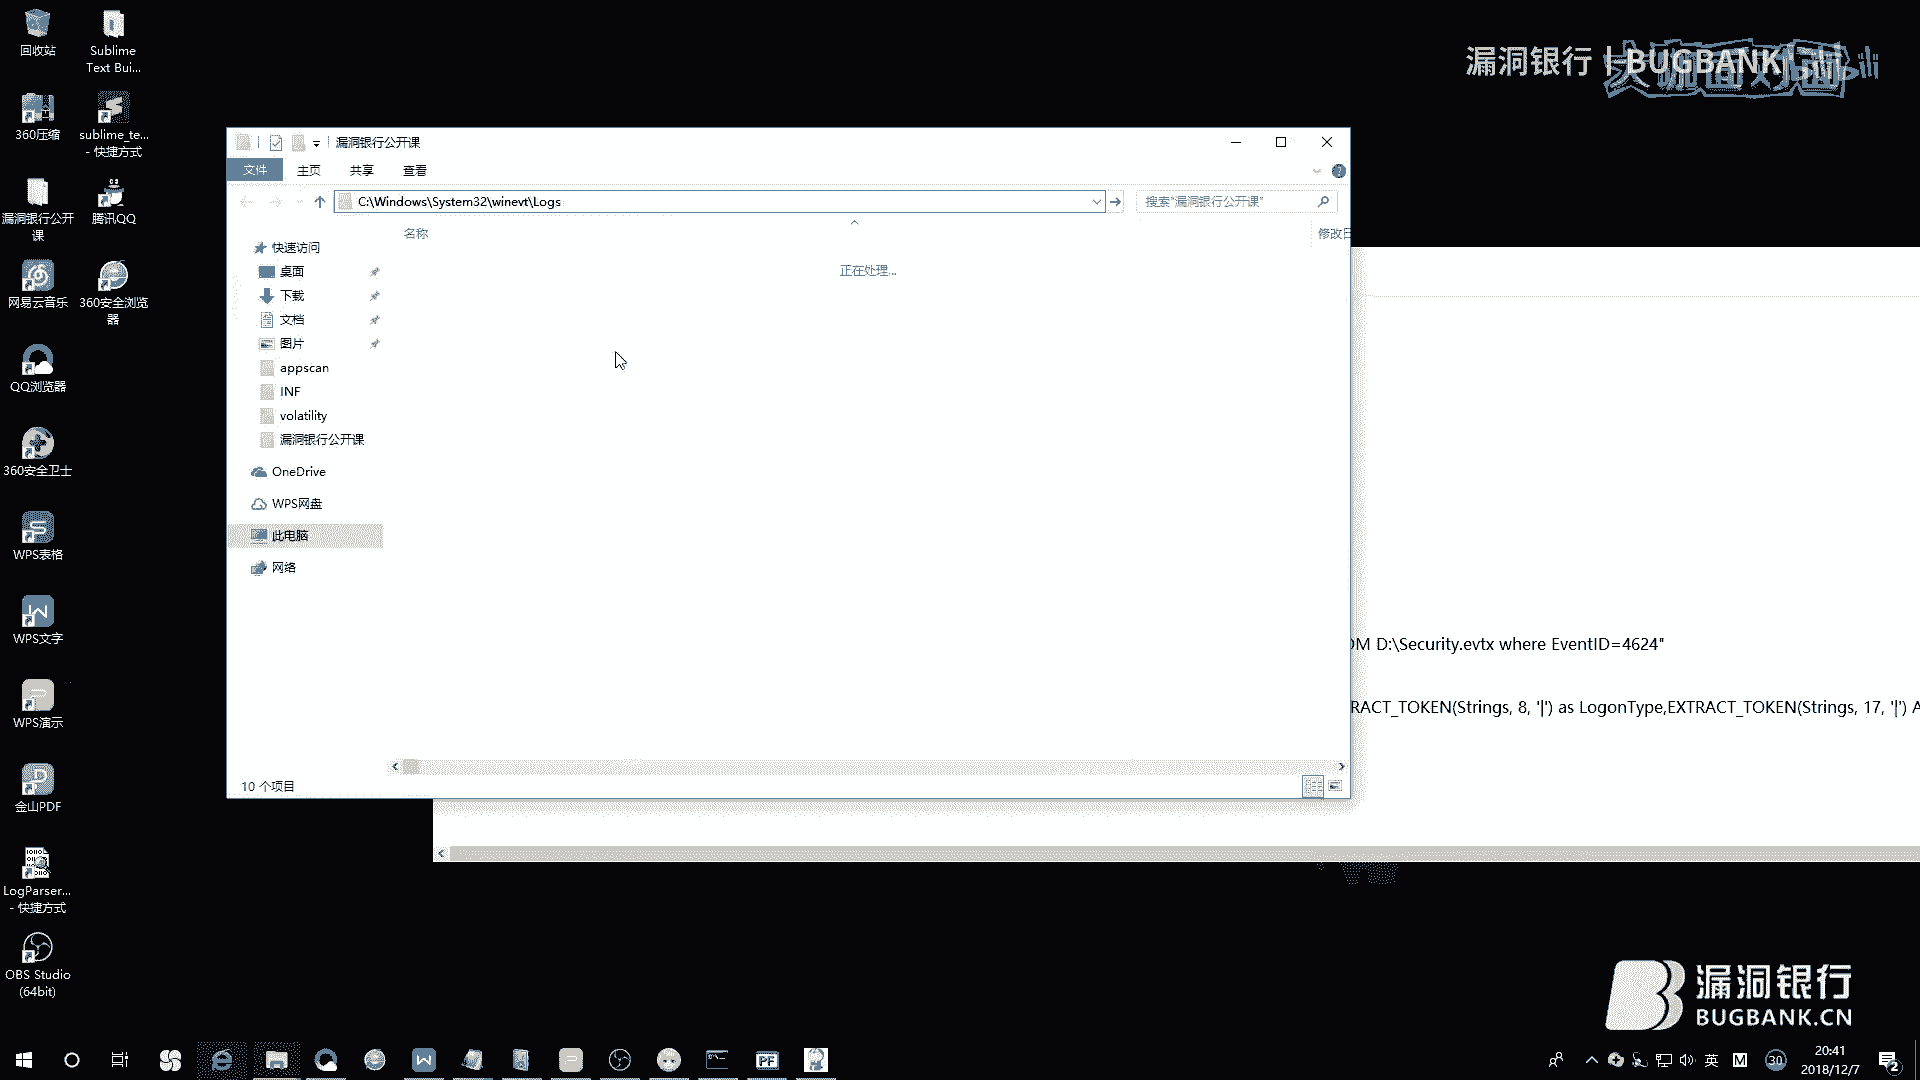 回收站
Sublime
Text Bui...
360压缩
sublime_te...
- 快捷方式
漏洞银行公开
课
腾讯QQ
网易云音乐
360安全浏览
器
QQ浏览器
360安全卫士
WPS表格
WPS文字
WPS演示
金山PDF
LogParser...
- 快捷方式
OBS Studio
(64bit)
漏洞银行 | BUGBANK
漏洞银行公开课
文件 主页 共享 查看
C:\Windows\System32\winevt\Logs
搜索"漏洞银行公开课"
名称
修改日
正在处理...
快速访问
桌面
下载
文档
图片
appscan
INF
volatility
漏洞银行公开课
OneDrive
WPS网盘
此电脑
网络
10 个项目
OM D:\Security.evtx where EventID=4624"
RACT_TOKEN(Strings, 8, '|') as LogonType,EXTRACT_TOKEN(Strings, 17, '|') A
漏洞银行
BUGBANK.CN
英
M
30
20:41
2018/12/7
2